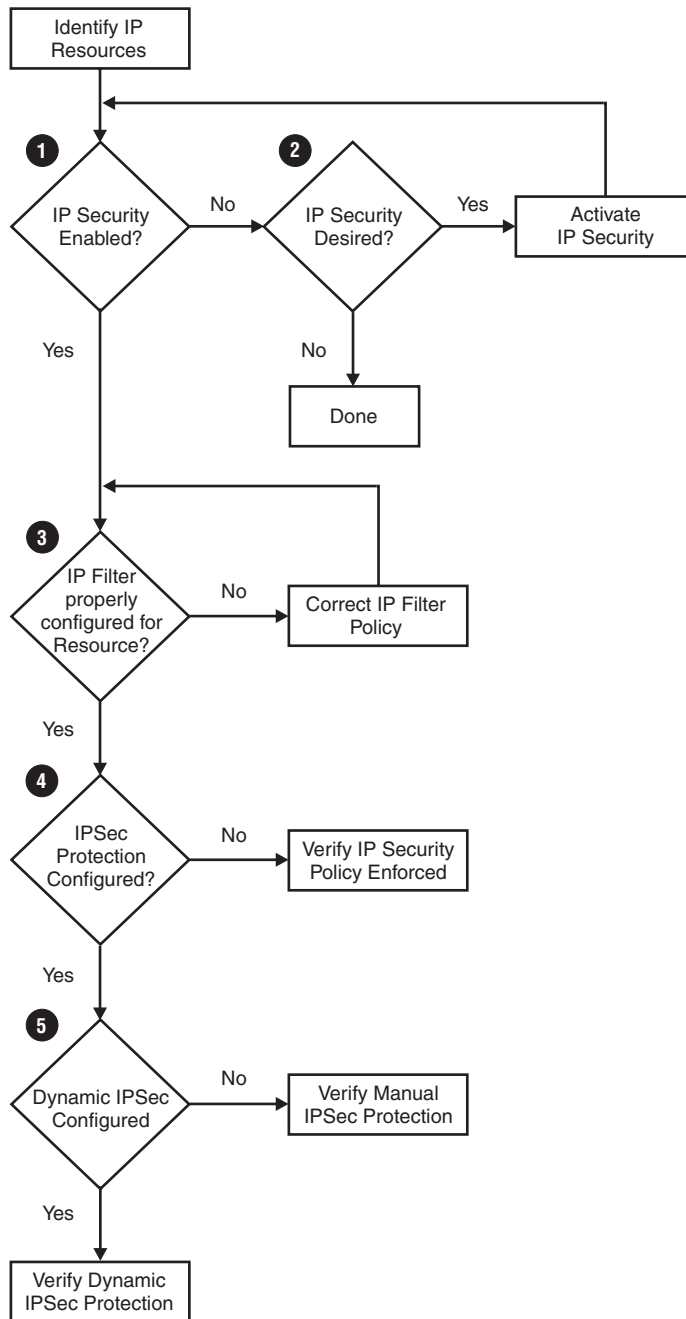 Identify IP
Resources
1
2
IP Security
Enabled?
No
IP Security
Desired?
Yes
Activate
IP Security
Yes
No
Done
3
IP Filter
properly
configured for
Resource?
No
Correct IP Filter
Policy
Yes
4
IPSec
Protection
Configured?
No
Verify IP Security
Policy Enforced
Yes
5
Dynamic IPSec
Configured
No
Verify Manual
IPSec Protection
Yes
Verify Dynamic
IPSec Protection